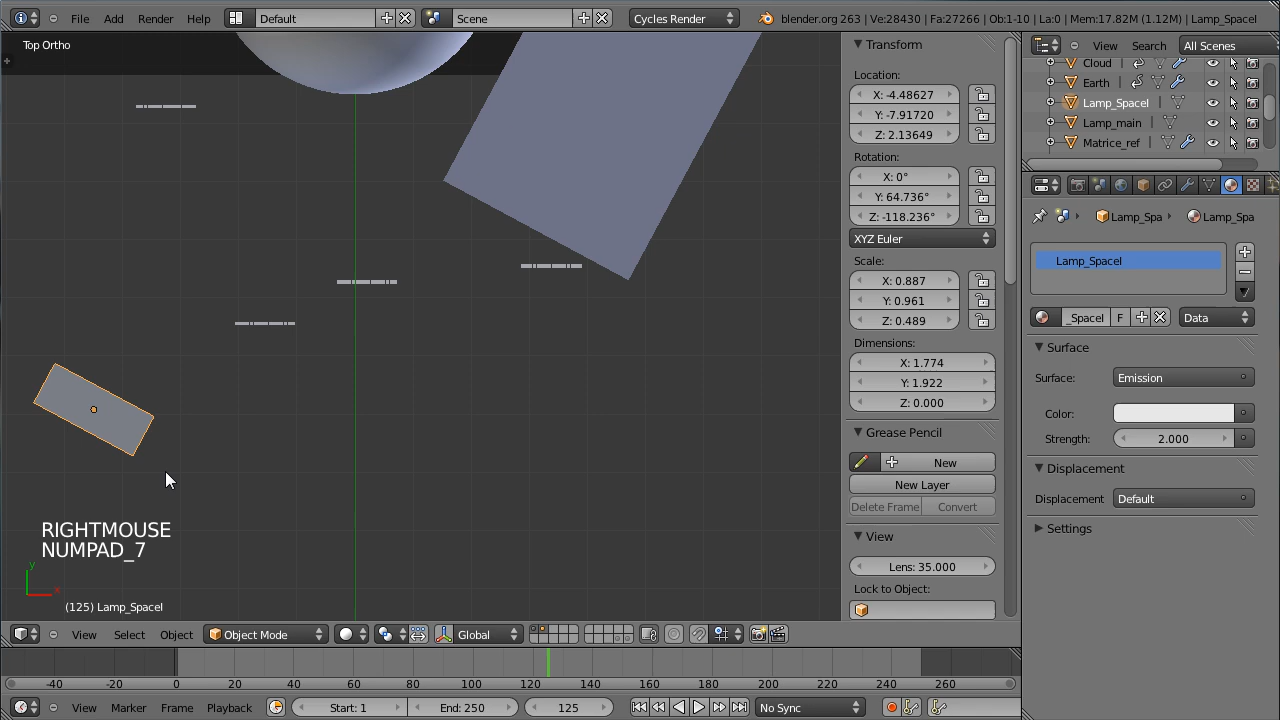 File Add Render Help Default Scene Cycles Render blender.org 263 | Ve:28430 | Fa:27266 | Ob:1-10 | La:0 | Mem:17.82M (1.12M) | Lamp_Spacel
Top Ortho
Transform
Location:
X: -4.48627
Y: -7.91720
Z: 2.13649
Rotation:
X: 0°
Y: 64.736°
Z: -118.236°
XYZ Euler
Scale:
X: 0.887
Y: 0.961
Z: 0.489
Dimensions:
X: 1.774
Y: 1.922
Z: 0.000
Grease Pencil
New
New Layer
Delete Frame Convert
View
Lens: 35.000
Lock to Object:
View Search All Scenes
Cloud
Earth
Lamp_Spacel
Lamp_main
Matrice_ref
Lamp_Spa Lamp_Spa
Lamp_Spacel
_Spacel F Data
Surface
Surface: Emission
Color:
Strength: 2.000
Displacement
Displacement Default
Settings
RIGHTMOUSE
NUMPAD_7
y
x
(125) Lamp_Spacel
View Select Object Object Mode Global
-40 -20 0 20 40 60 80 100 120 140 160 180 200 220 240 260
View Marker Frame Playback Start: 1 End: 250 125 No Sync